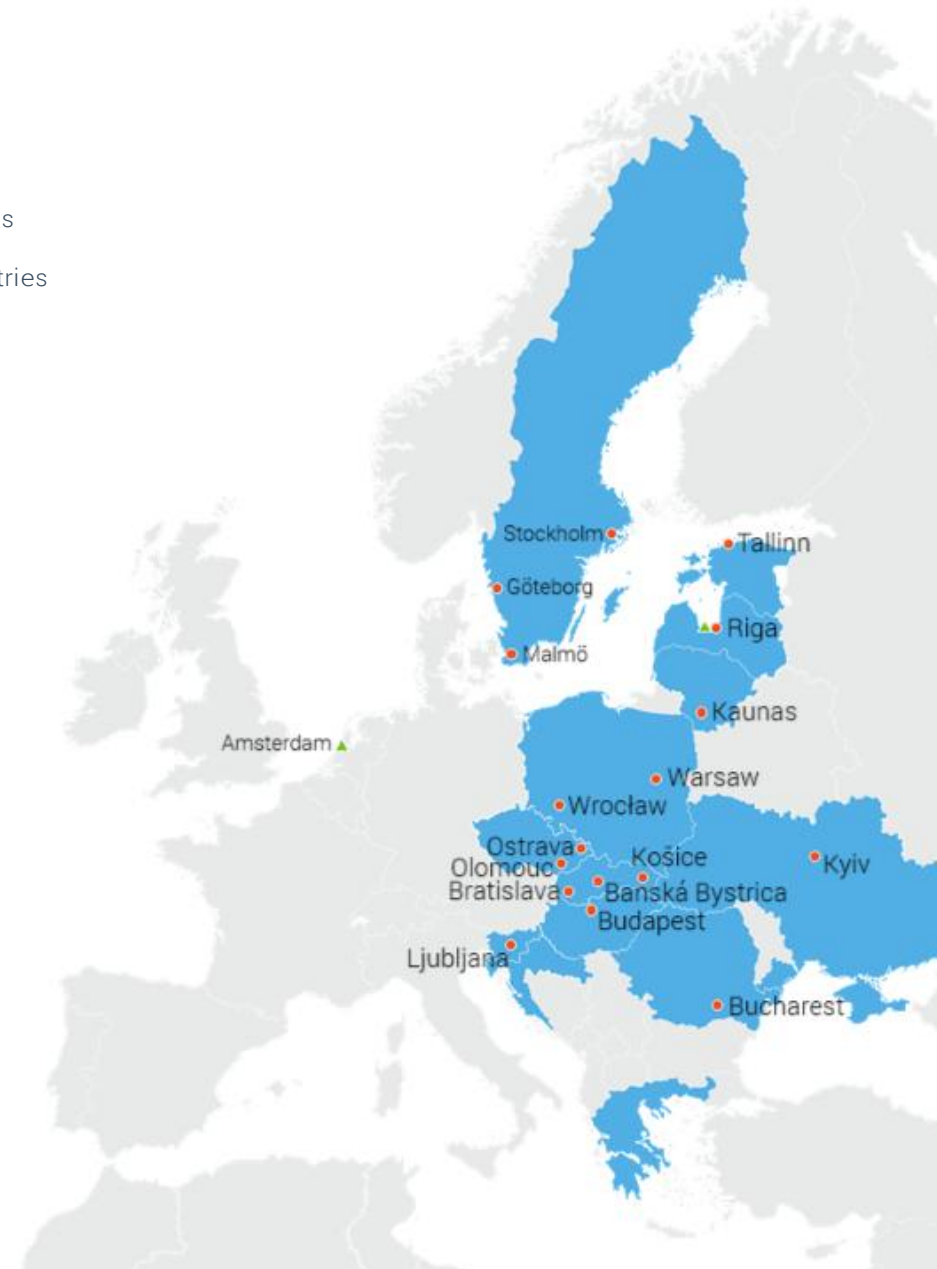 s
tries
Stockholm
Tallinn
Göteborg
Riga
Malmö
Kaunas
Amsterdam
Warsaw
Wrocław
Ostrava
Košice
Kyiv
Olomouc
Bratislava
Banská Bystrica
Budapest
Ljubljana
Bucharest